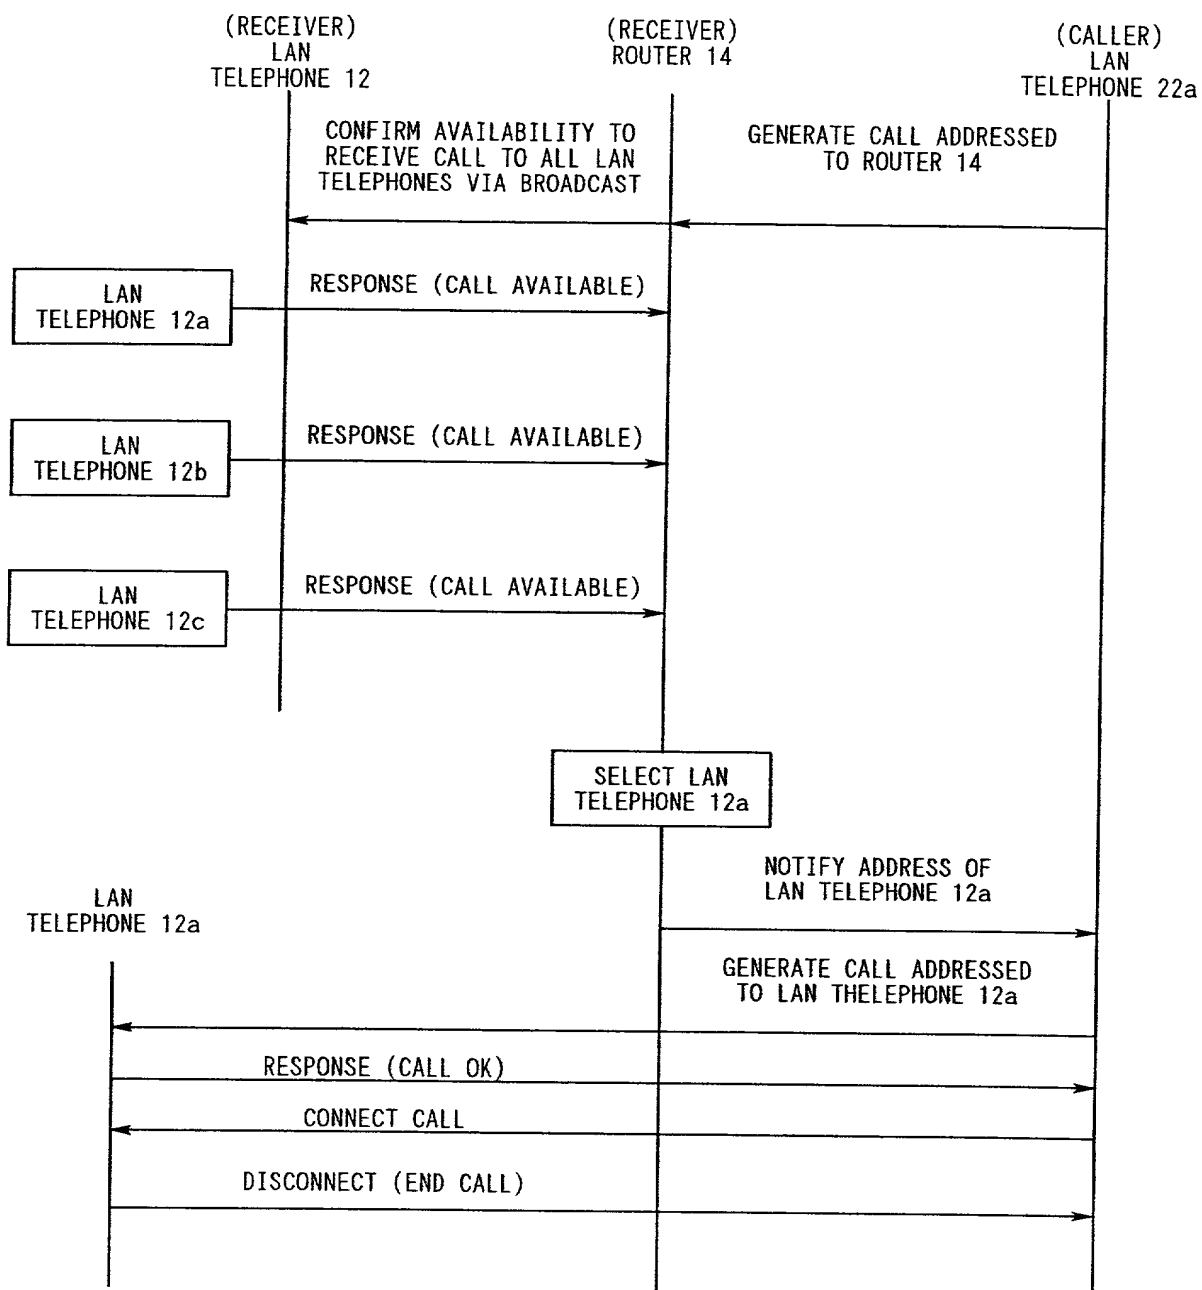 (RECEIVER)
LAN
TELEPHONE 12
(RECEIVER)
ROUTER 14
(CALLER)
LAN
TELEPHONE 22a
CONFIRM AVAILABILITY TO
RECEIVE CALL TO ALL LAN
TELEPHONES VIA BROADCAST
GENERATE CALL ADDRESSED
TO ROUTER 14
LAN
TELEPHONE 12a
RESPONSE (CALL AVAILABLE)
LAN
TELEPHONE 12b
RESPONSE (CALL AVAILABLE)
LAN
TELEPHONE 12c
RESPONSE (CALL AVAILABLE)
SELECT LAN
TELEPHONE 12a
NOTIFY ADDRESS OF
LAN TELEPHONE 12a
LAN
TELEPHONE 12a
GENERATE CALL ADDRESSED
TO LAN THELEPHONE 12a
RESPONSE (CALL OK)
CONNECT CALL
DISCONNECT (END CALL)